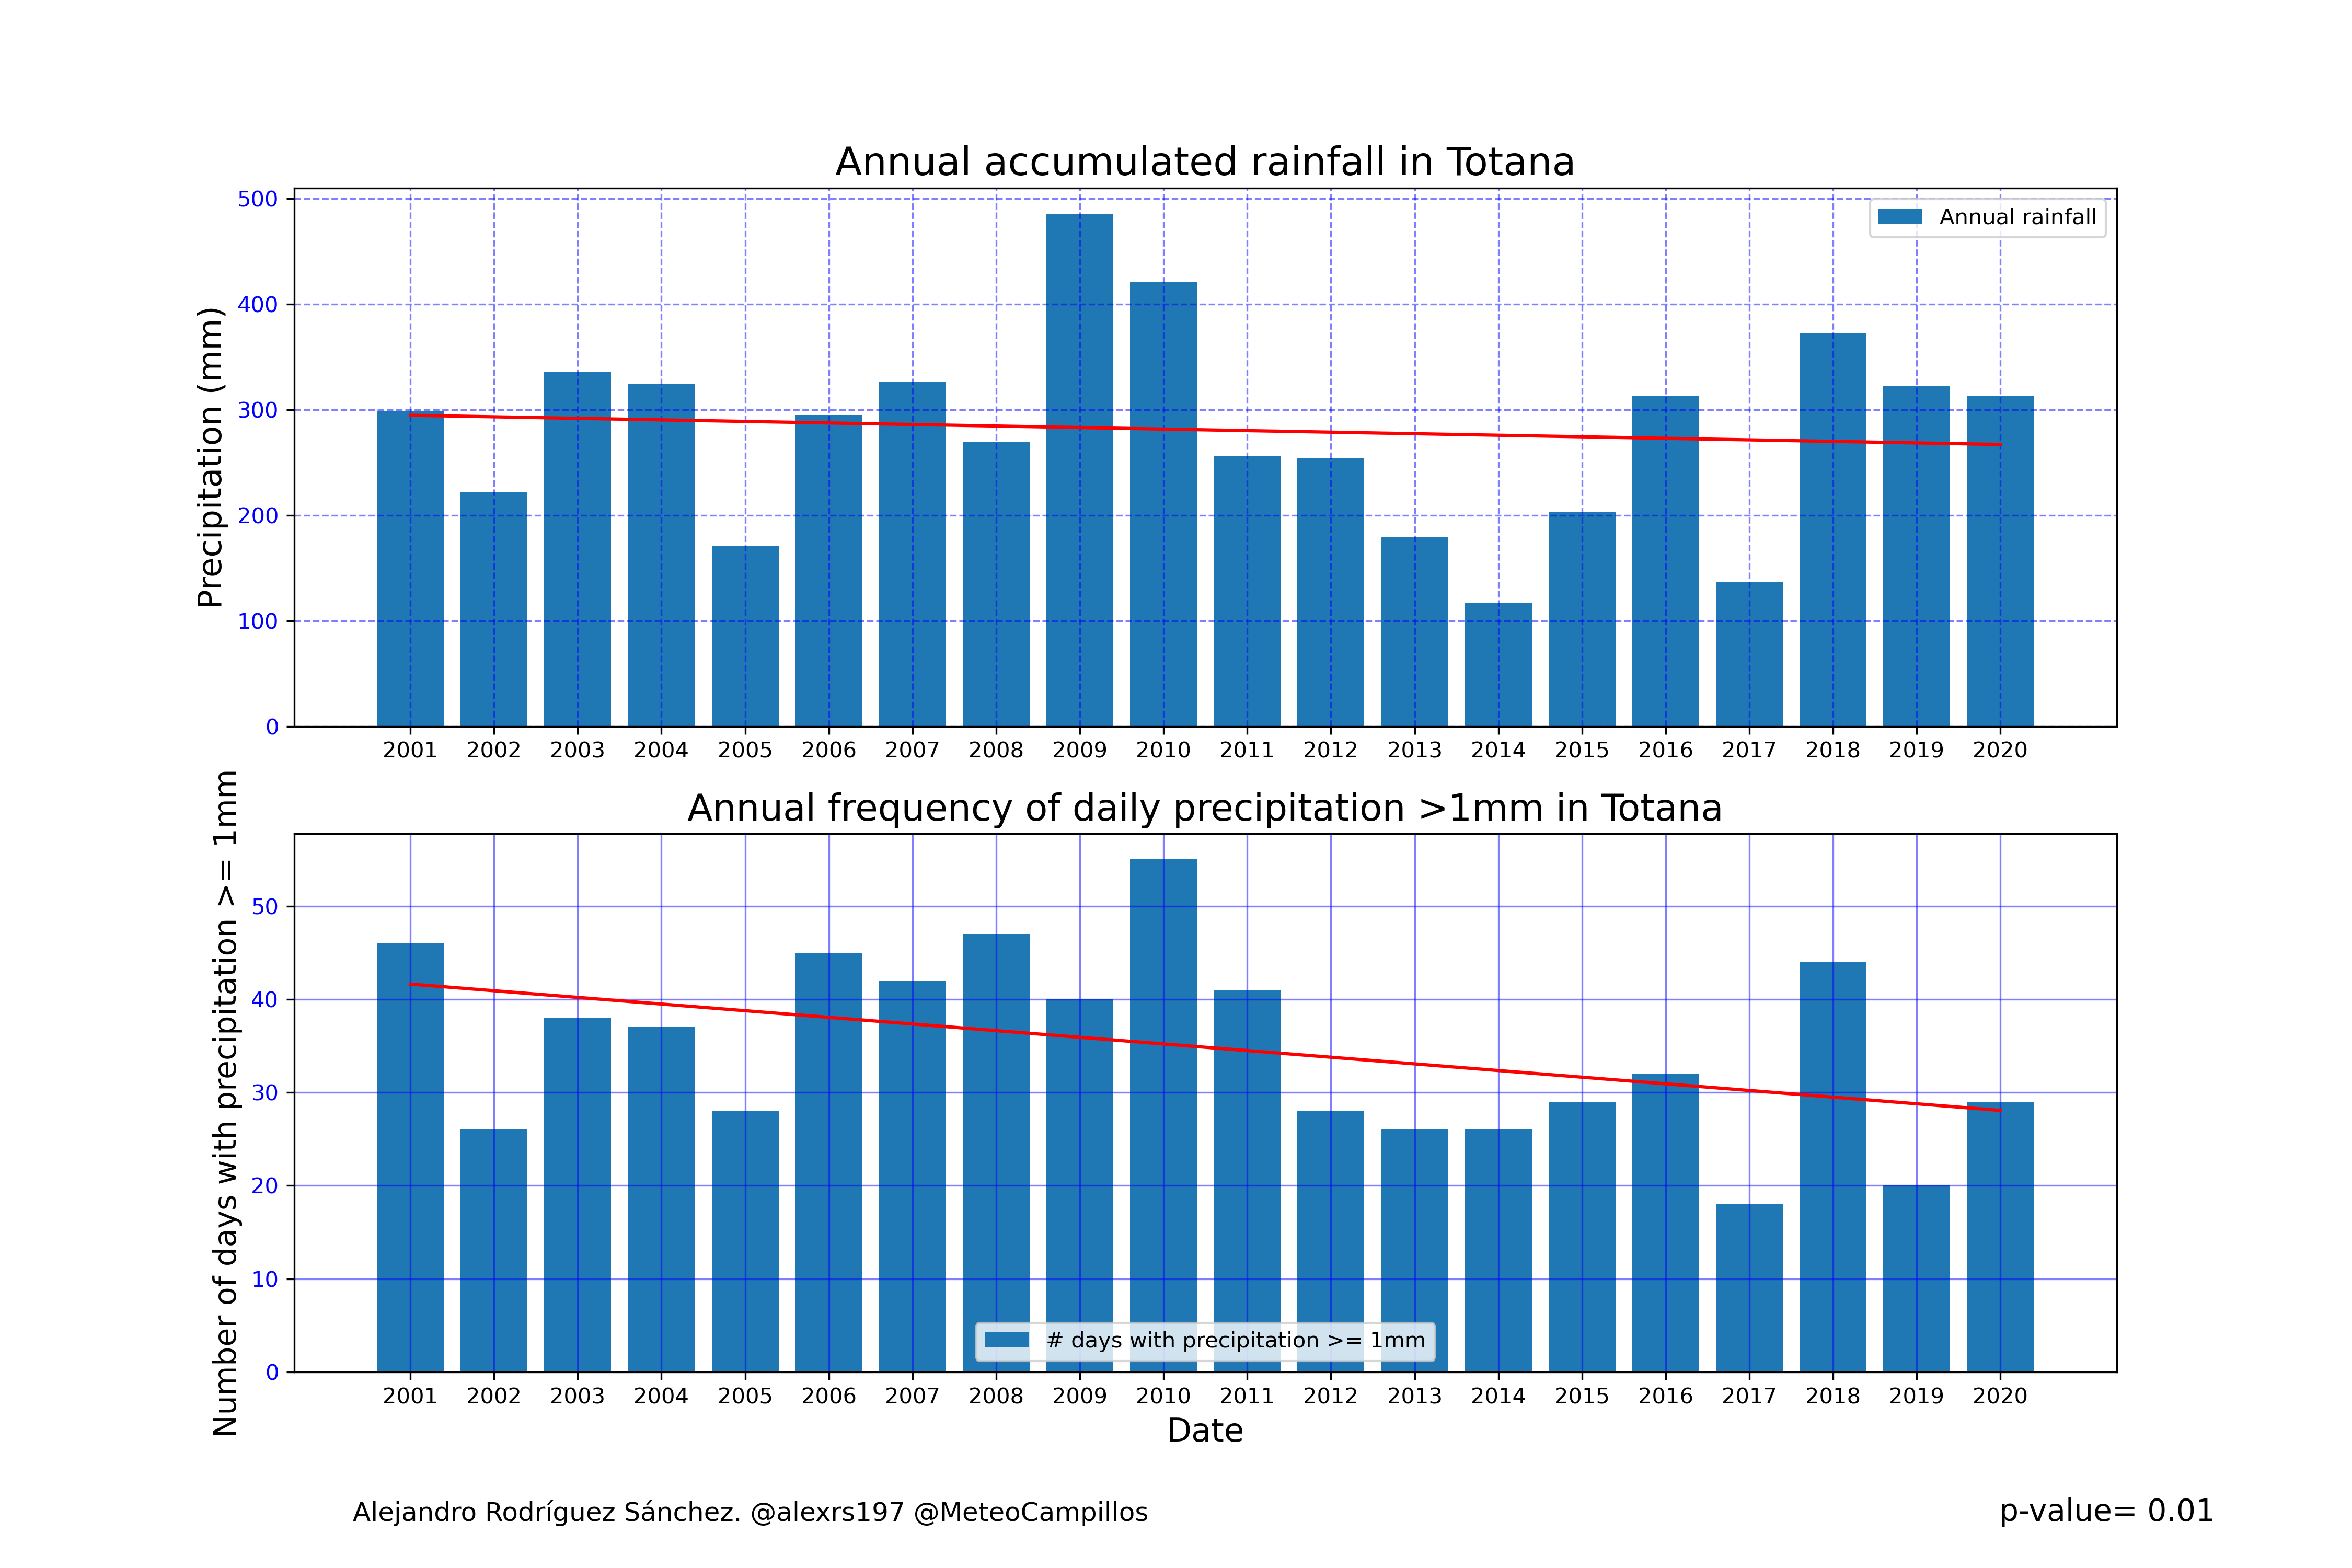 Annual accumulated rainfall in Totana
Precipitation (mm)
500
400
300
200
100
0
Annual rainfall
2001 2002 2003 2004 2005 2006 2007 2008 2009 2010 2011 2012 2013 2014 2015 2016 2017 2018 2019 2020
Annual frequency of daily precipitation >1mm in Totana
Number of days with precipitation >= 1mm
50
40
30
20
10
0
# days with precipitation >= 1mm
2001 2002 2003 2004 2005 2006 2007 2008 2009 2010 2011 2012 2013 2014 2015 2016 2017 2018 2019 2020
Date
Alejandro Rodríguez Sánchez. @alexrs197 @MeteoCampillos
p-value= 0.01